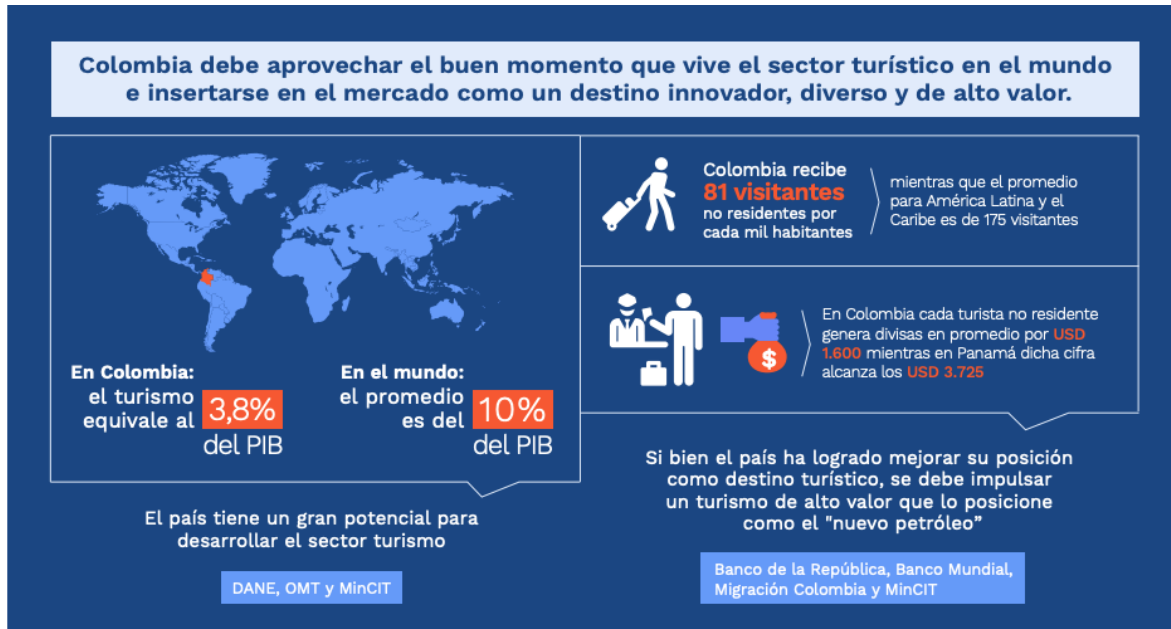 Colombia debe aprovechar el buen momento que vive el sector turístico en el mundo
e insertarse en el mercado como un destino innovador, diverso y de alto valor.
En Colombia:
el turismo
equivale al
3,8%
del PIB
En el mundo:
el promedio
es del
10%
del PIB
El país tiene un gran potencial para
desarrollar el sector turismo
DANE, OMT y MinCIT
Colombia recibe
81 visitantes
no residentes por
cada mil habitantes
mientras que el promedio
para América Latina y el
Caribe es de 175 visitantes
$
En Colombia cada turista no residente
genera divisas en promedio por USD
1.600 mientras en Panamá dicha cifra
alcanza los USD 3.725
Si bien el país ha logrado mejorar su posición
como destino turístico, se debe impulsar
un turismo de alto valor que lo posicione
como el "nuevo petróleo”
Banco de la República, Banco Mundial,
Migración Colombia y MinCIT